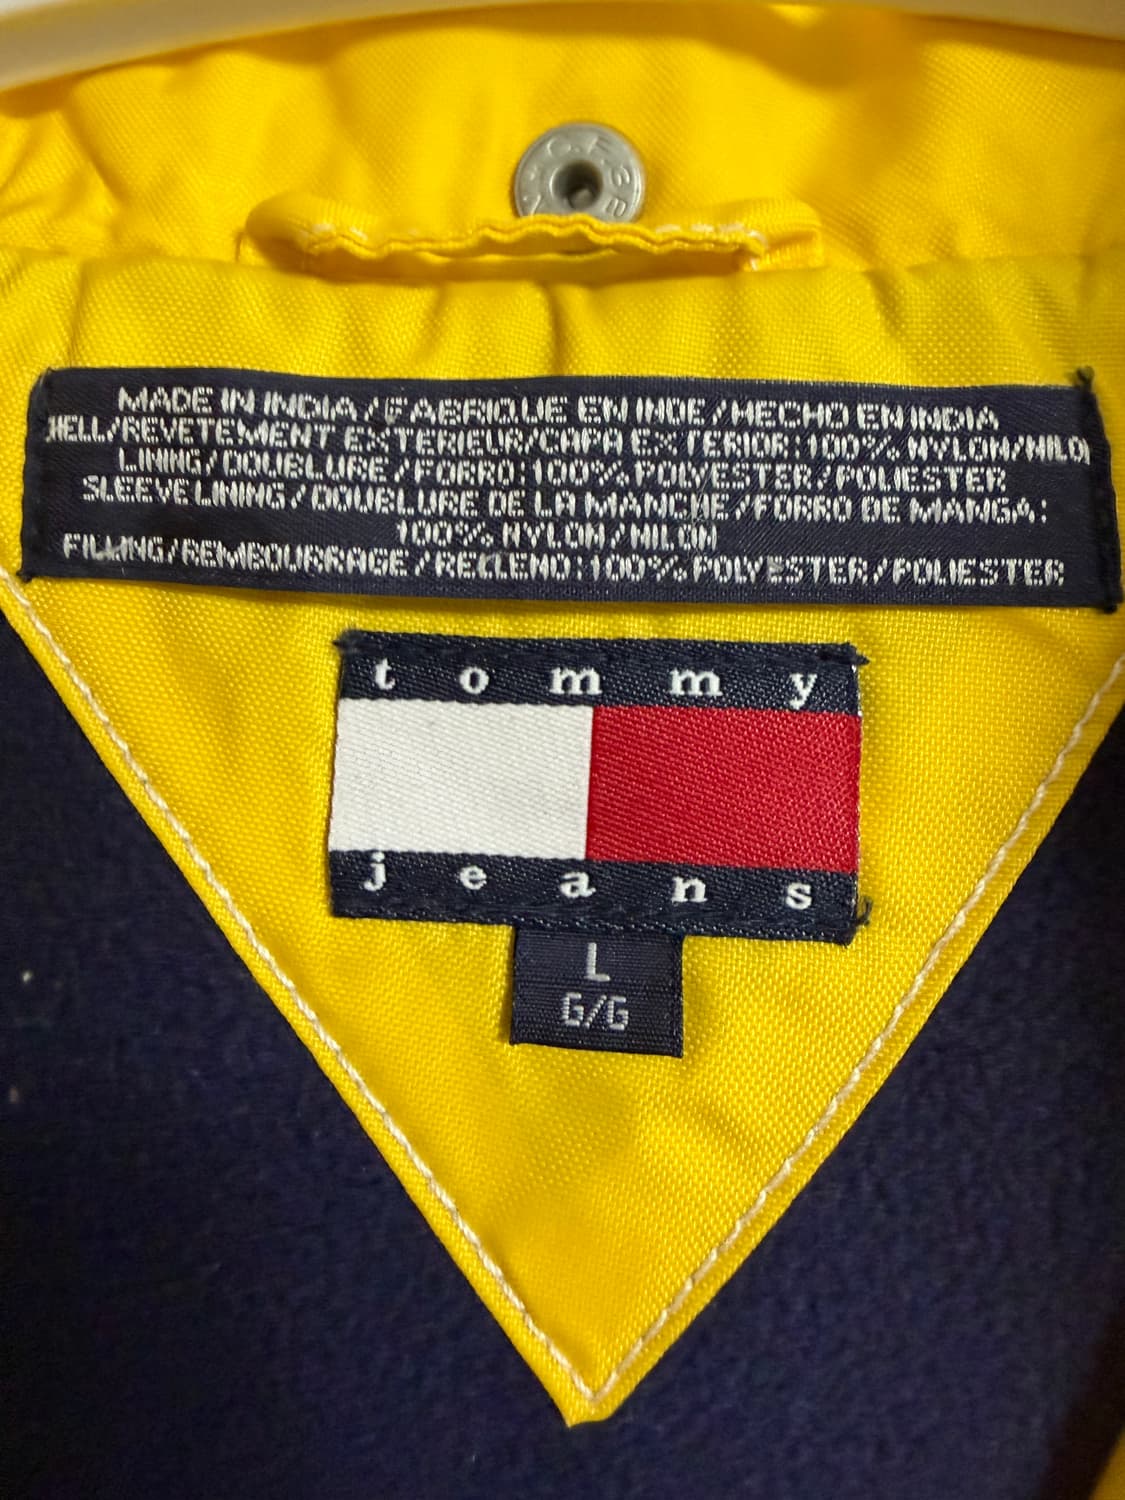 MADE IN INDIA/FABRIQUE EN INDE/HECHO EN INDIA
HELL/REVETEMENT EXTERIEUR/CAPA EXTERIOR:100% NYLON/NILON
LINING/DOUBLURE/FORRO:100% POLYESTER/POLIESTER
SLEEVE LINING/DOUBLURE DE LA MANCHE/FORRO DE MANGA:
100% NYLON/NILON
FILLING/REMBOURRAGE/RELLENO:100% POLYESTER/POLIESTER
tommy
jeans
L
G/G